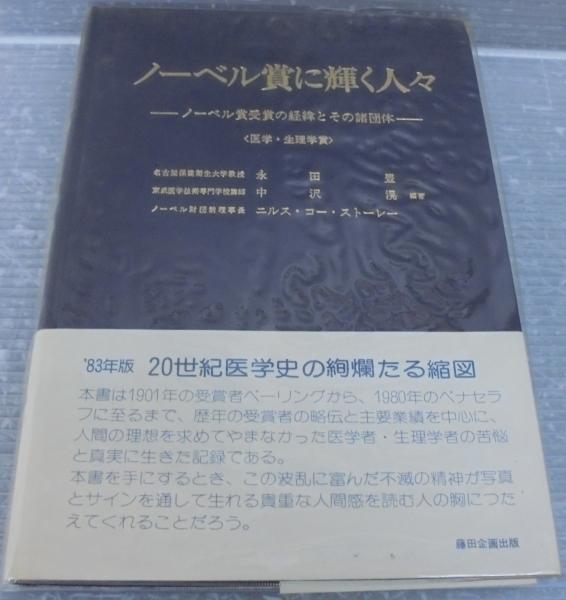 ノーベル賞に輝く人々
―ノーベル賞受賞の経緯とその諸団体―
〈医学・生理学賞〉
名古屋保健衛生大学教授 永田豊
東武医学技術専門学校講師 中沢滉 編著
ノーベル財団前理事長 ニルス・コー・ストーレー
'83年版 20世紀医学史の絢爛たる縮図
本書は1901年の受賞者ベーリングから、1980年のベナセラ
フに至るまで、歴年の受賞者の略伝と主要業績を中心に、
人間の理想を求めてやまなかった医学者・生理学者の苦悩
と真実に生きた記録である。
本書を手にするとき、この波乱に富んだ不滅の精神が写真
とサインを通して生れる貴重な人間感を読む人の胸につた
えてくれることだろう。
藤田企画出版